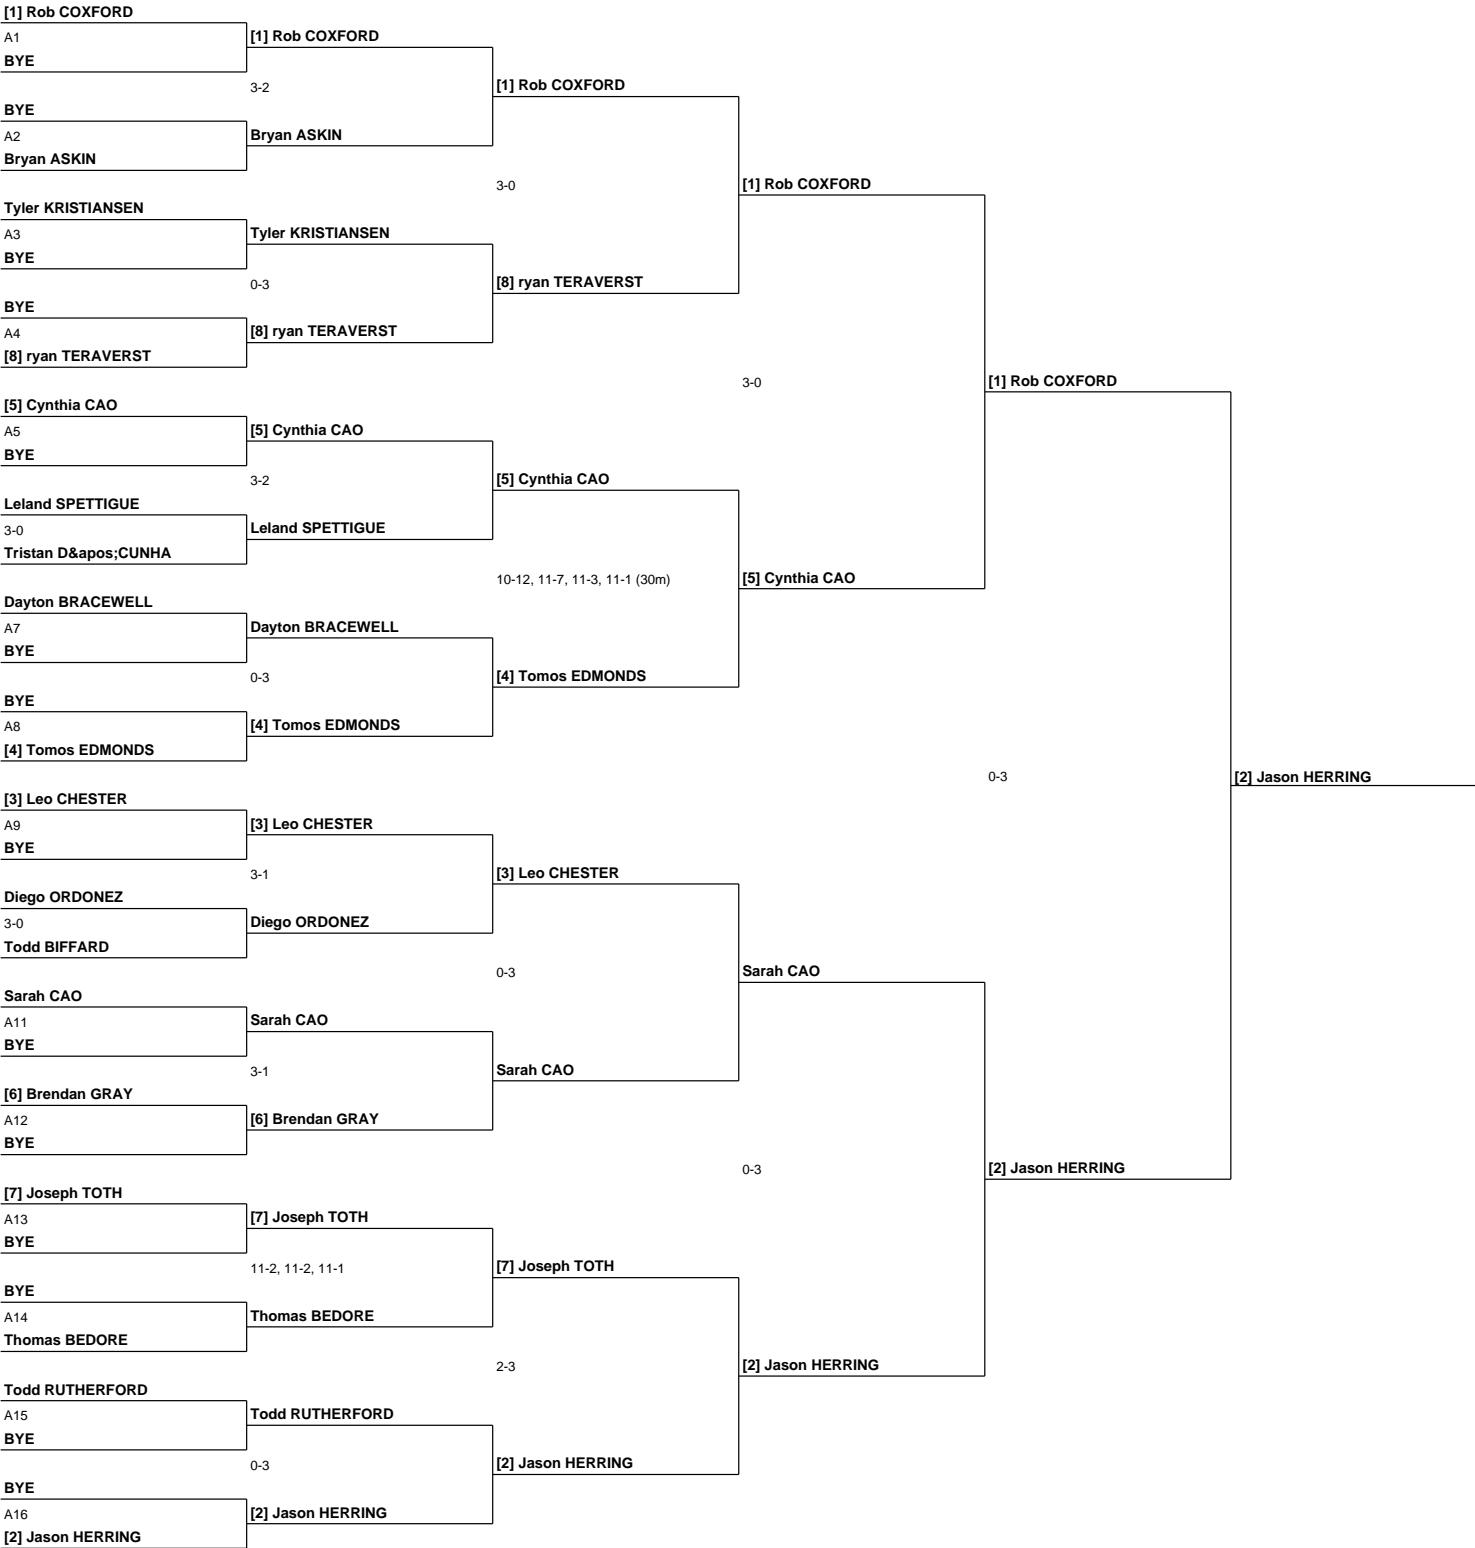 [1] Rob COXFORD
A1
BYE
BYE
A2
Bryan ASKIN
Tyler KRISTIANSEN
A3
BYE
BYE
A4
[8] ryan TERAVERST
[5] Cynthia CAO
A5
BYE
Leland SPETTIGUE
3-0
Tristan D&apos;CUNHA
Dayton BRACEWELL
A7
BYE
BYE
A8
[4] Tomos EDMONDS
[3] Leo CHESTER
A9
BYE
Diego ORDONEZ
3-0
Todd BIFFARD
Sarah CAO
A11
BYE
[6] Brendan GRAY
A12
BYE
[7] Joseph TOTH
A13
BYE
BYE
A14
Thomas BEDORE
Todd RUTHERFORD
A15
BYE
BYE
A16
[2] Jason HERRING
[1] Rob COXFORD
3-2
Bryan ASKIN
Tyler KRISTIANSEN
0-3
[8] ryan TERAVERST
[5] Cynthia CAO
3-2
Leland SPETTIGUE
Dayton BRACEWELL
0-3
[4] Tomos EDMONDS
[3] Leo CHESTER
3-1
Diego ORDONEZ
Sarah CAO
3-1
[6] Brendan GRAY
[7] Joseph TOTH
11-2, 11-2, 11-1
Thomas BEDORE
Todd RUTHERFORD
0-3
[2] Jason HERRING
[1] Rob COXFORD
3-0
[8] ryan TERAVERST
[5] Cynthia CAO
10-12, 11-7, 11-3, 11-1 (30m)
[4] Tomos EDMONDS
[3] Leo CHESTER
0-3
Sarah CAO
[7] Joseph TOTH
2-3
[2] Jason HERRING
[1] Rob COXFORD
3-0
[5] Cynthia CAO
Sarah CAO
0-3
[2] Jason HERRING
[1] Rob COXFORD
0-3
[2] Jason HERRING
[2] Jason HERRING